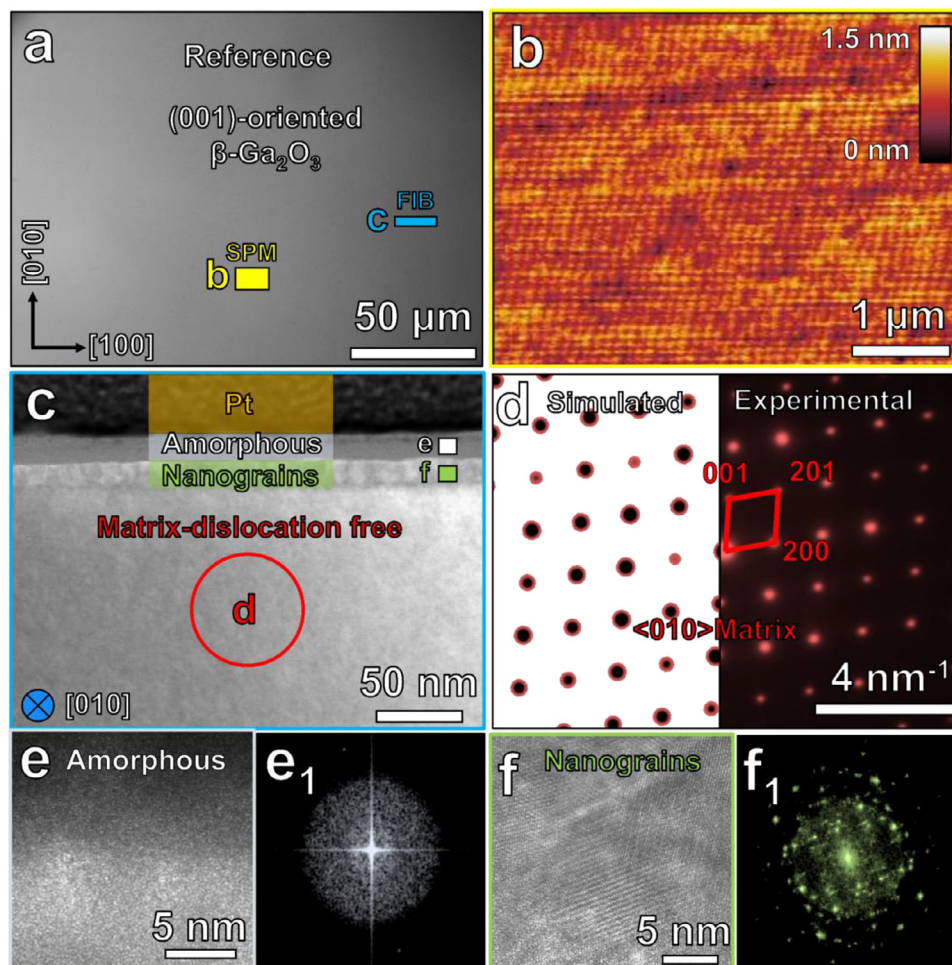 a
Reference
(001)-oriented
β-Ga₂O₃
FIB
c
SPM
b
[010]
[100]
50 μm
b
1.5 nm
0 nm
1 μm
c
Pt
Amorphous
e
Nanograins
f
Matrix-dislocation free
d
[010]
50 nm
d
Simulated
Experimental
001
201
200
<010>Matrix
4 nm⁻¹
e
Amorphous
5 nm
e₁
f
Nanograins
5 nm
f₁